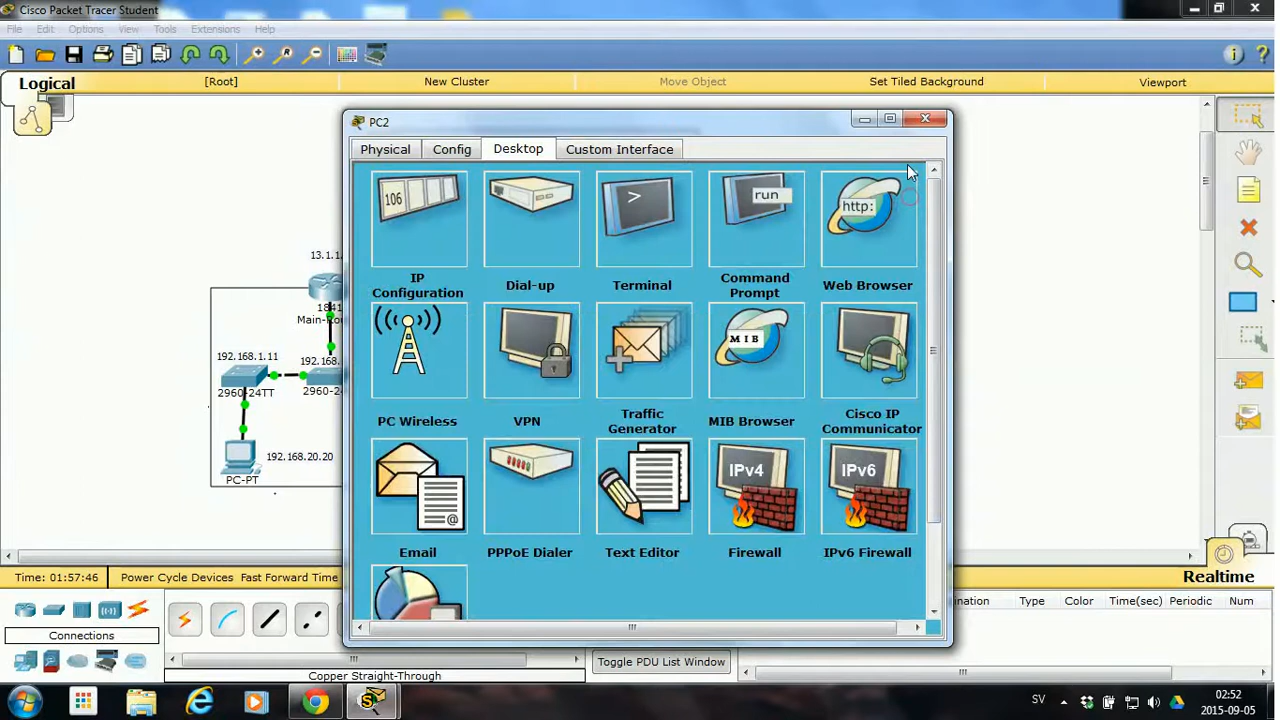 Cisco Packet Tracer Student
File Edit Options View Tools Extensions Help
Logical
[Root]
New Cluster
Move Object
Set Tiled Background
Viewport
PC2
Physical
Config
Desktop
Custom Interface
106
>
run
http:
IP Configuration
Dial-up
Terminal
Command Prompt
Web Browser
MIB
PC Wireless
VPN
Traffic Generator
MIB Browser
Cisco IP Communicator
@
IPv4
IPv6
Email
PPPoE Dialer
Text Editor
Firewall
IPv6 Firewall
13.1.1
1841
Main-Ro
192.168.1.11
192.168.
2960-24TT
2960-24
192.168.20.20
PC-PT
Time: 01:57:46
Power Cycle Devices Fast Forward Time
Realtime
Connections
Copper Straight-Through
Toggle PDU List Window
ination
Type
Color
Time(sec)
Periodic
Num
SV
02:52
2015-09-05